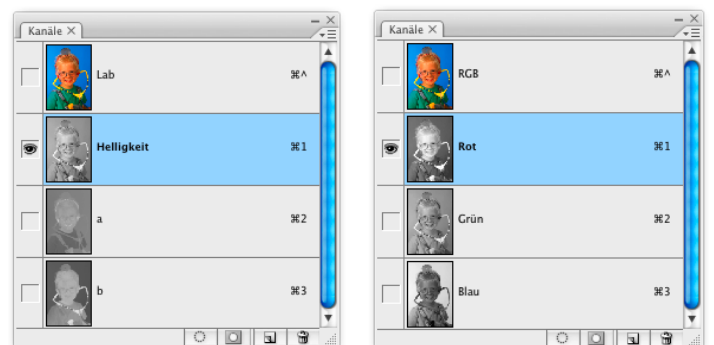 Kanäle ×
Lab ⌘^
Helligkeit ⌘1
a ⌘2
b ⌘3
Kanäle ×
RGB ⌘^
Rot ⌘1
Grün ⌘2
Blau ⌘3